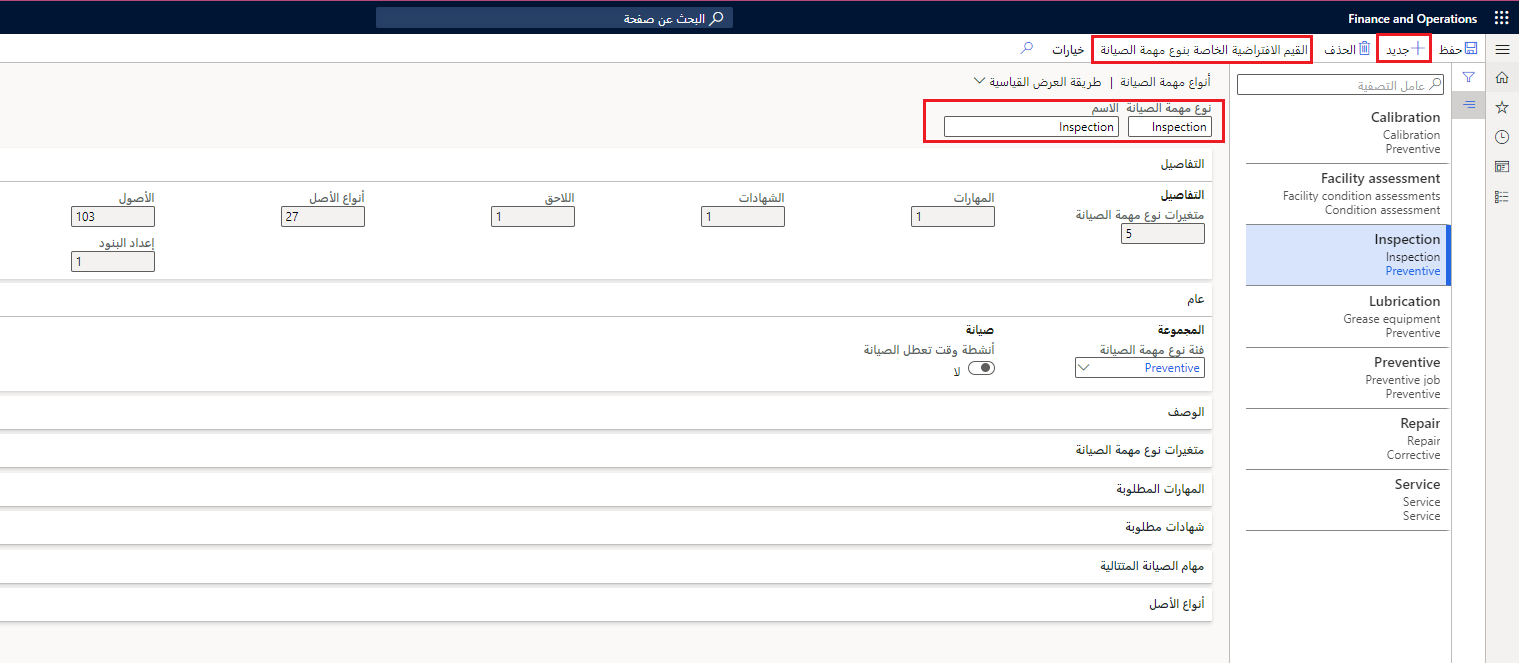 Finance and Operations
البحث عن صفحة
حفظ
جديد
الحذف
القيم الافتراضية الخاصة بنوع مهمة الصيانة
خيارات
عامل التصفية
Calibration
Calibration
Preventive
Facility assessment
Facility condition assessments
Condition assessment
Inspection
Inspection
Preventive
Lubrication
Grease equipment
Preventive
Preventive
Preventive job
Preventive
Repair
Repair
Corrective
Service
Service
Service
أنواع مهمة الصيانة | طريقة العرض القياسية
نوع مهمة الصيانة
Inspection
الاسم
Inspection
التفاصيل
التفاصيل
متغيرات نوع مهمة الصيانة
5
المهارات
1
الشهادات
1
اللاحق
1
أنواع الأصل
27
الأصول
103
إعداد البنود
1
عام
المجموعة
فئة نوع مهمة الصيانة
Preventive
صيانة
أنشطة وقت تعطل الصيانة
لا
الوصف
متغيرات نوع مهمة الصيانة
المهارات المطلوبة
شهادات مطلوبة
مهام الصيانة المتتالية
أنواع الأصل